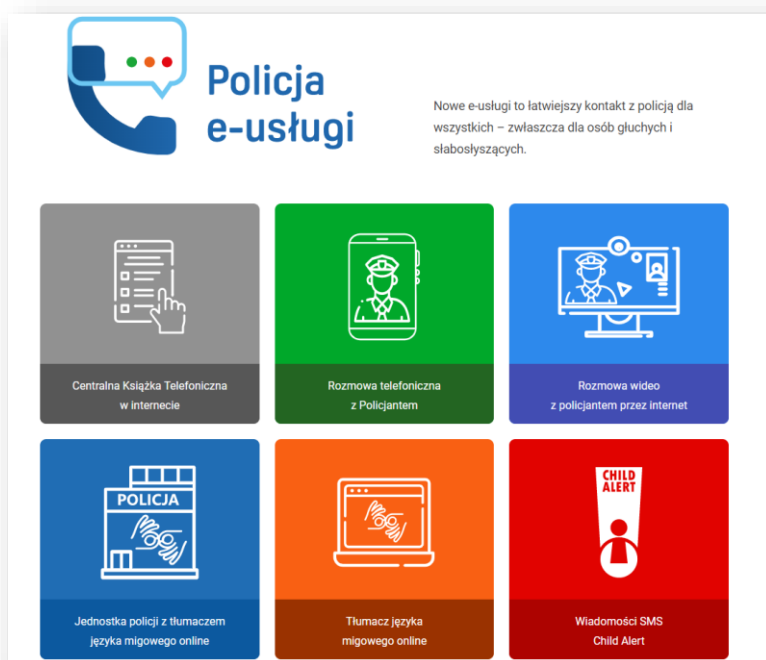 Policja
e-usługi
Nowe e-usługi to łatwiejszy kontakt z policją dla
wszystkich – zwłaszcza dla osób głuchych i
słabosłyszących.
Centralna Książka Telefoniczna
w internecie
Rozmowa telefoniczna
z Policjantem
Rozmowa wideo
z policjantem przez internet
POLICJA
CHILD
ALERT
Jednostka policji z tłumaczem
języka migowego online
Tłumacz języka
migowego online
Wiadomości SMS
Child Alert